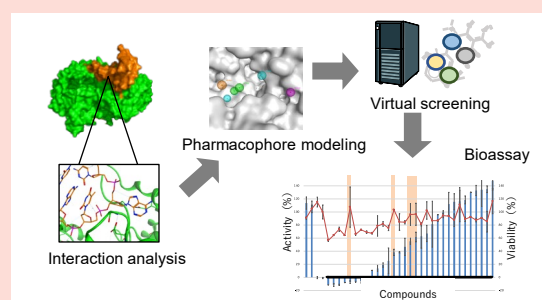 Virtual screening
Pharmacophore modeling
Bioassay
Interaction analysis
Activity (%)
Viability (%)
Compounds